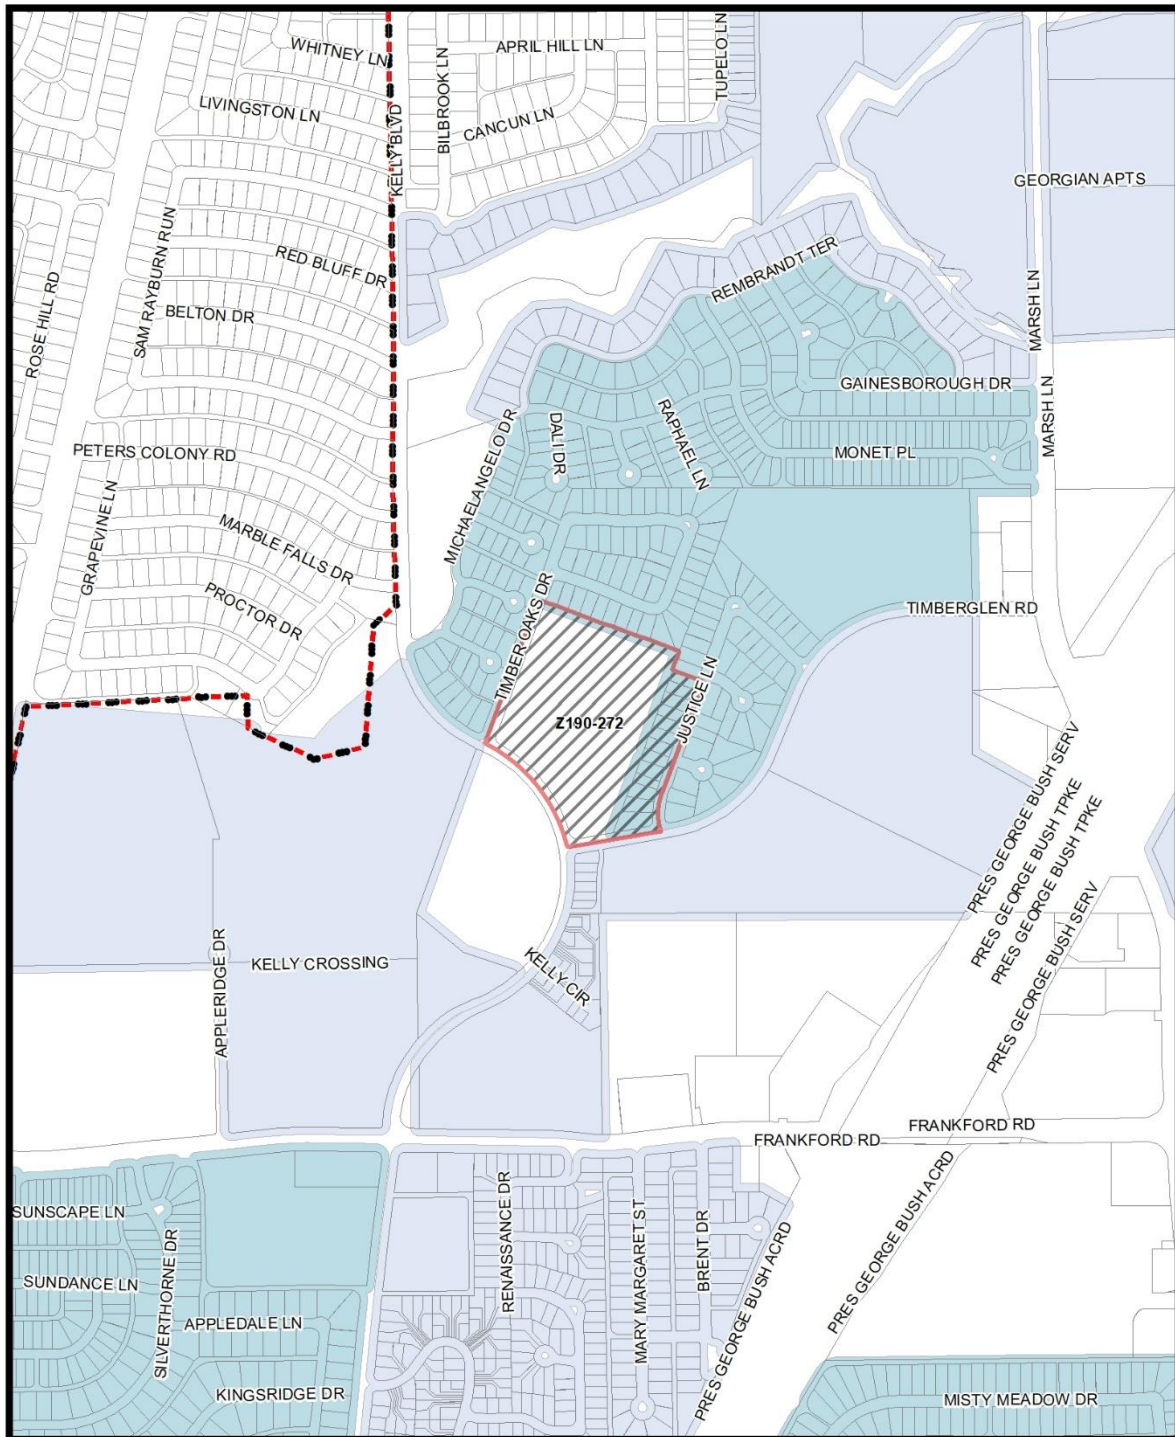 WHITNEY LN
APRIL HILL LN
TUPELO LN
BILBROOK LN
LIVINGSTON LN
CANCUN LN
KELLY BLVD
GEORGIAN APTS
SAM RAYBURN RUN
RED BLUFF DR
REMBRANDT TER
BELTON DR
ROSE HILL RD
MARSH LN
GAINESBOROUGH DR
MARSH LN
DALI DR
RAPHAEL LN
PETERS COLONY RD
MONET PL
MICHAELANGELO DR
GRAPEVINE LN
MARBLE FALLS DR
PROCTOR DR
TIMBER OAKS DR
TIMBERGLEN RD
JUSTICE LN
Z190-272
PRES GEORGE BUSH SERV
PRES GEORGE BUSH TPKE
PRES GEORGE BUSH TPKE
PRES GEORGE BUSH SERV
KELLY CROSSING
KELLY CIR
APPLERIDGE DR
FRANKFORD RD
FRANKFORD RD
SUNSCAPE LN
SILVERTHORNE DR
RENAISSANCE DR
MARY MARGARET ST
BRENT DR
PRES GEORGE BUSH ACRD
PRES GEORGE BUSH ACRD
SUNDANCE LN
APPLEDALE LN
KINGSRIDGE DR
MISTY MEADOW DR